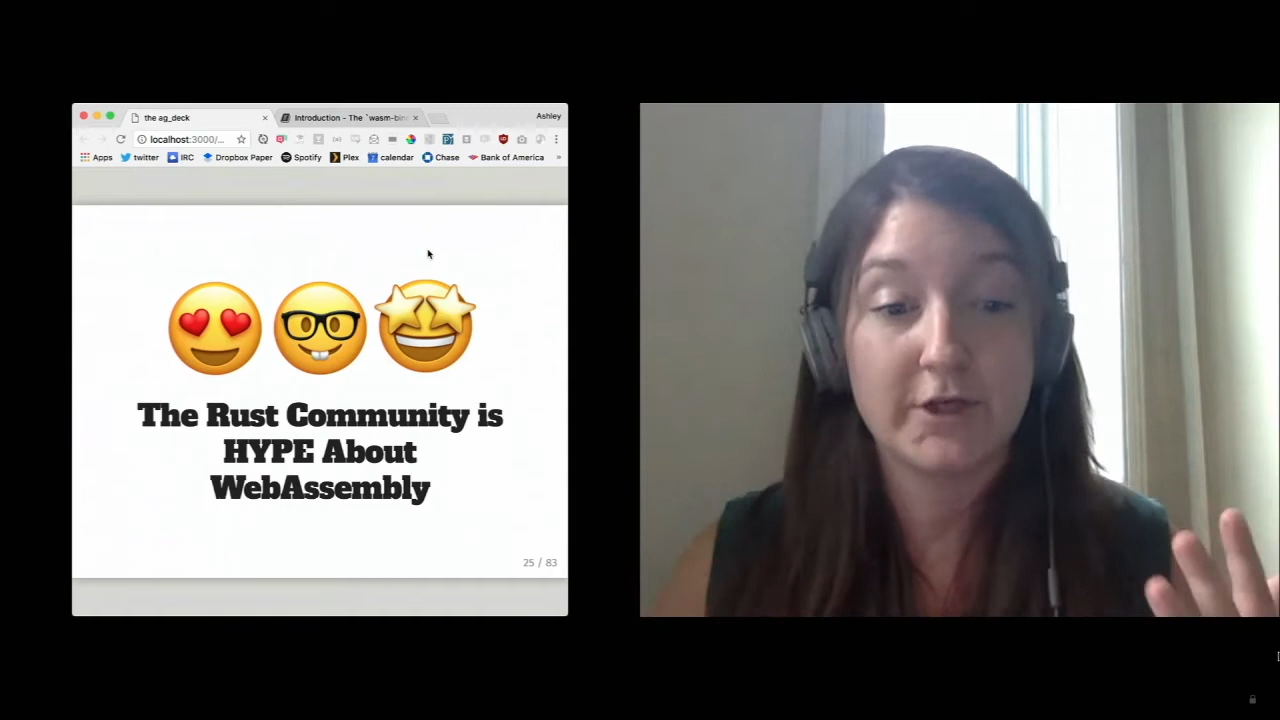 the ag_deck
Introduction - The `wasm-bin
Ashley
localhost:3000/...
Apps twitter IRC Dropbox Paper Spotify Plex calendar Chase Bank of America »
The Rust Community is
HYPE About
WebAssembly
25 / 83